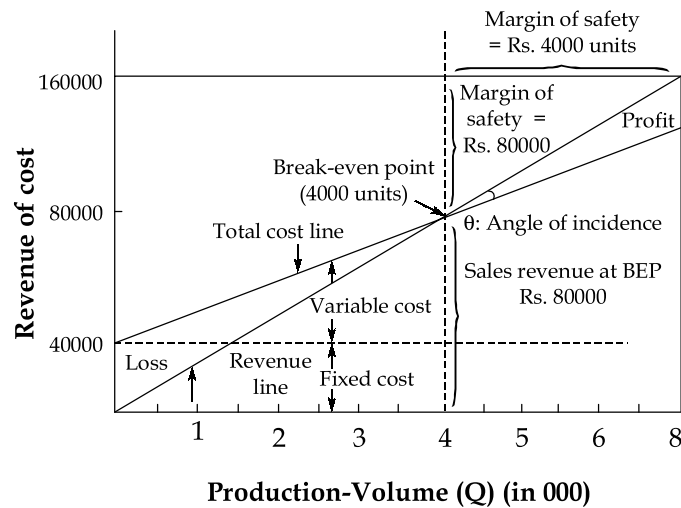 Margin of safety
= Rs. 4000 units
160000
Margin of
safety =
Rs. 80000
Profit
Break-even point
(4000 units)
80000
θ: Angle of incidence
Total cost line
Sales revenue at BEP
Rs. 80000
Variable cost
40000
Loss
Revenue
line
Fixed cost
Revenue of cost
1 2 3 4 5 6 8
Production-Volume (Q) (in 000)